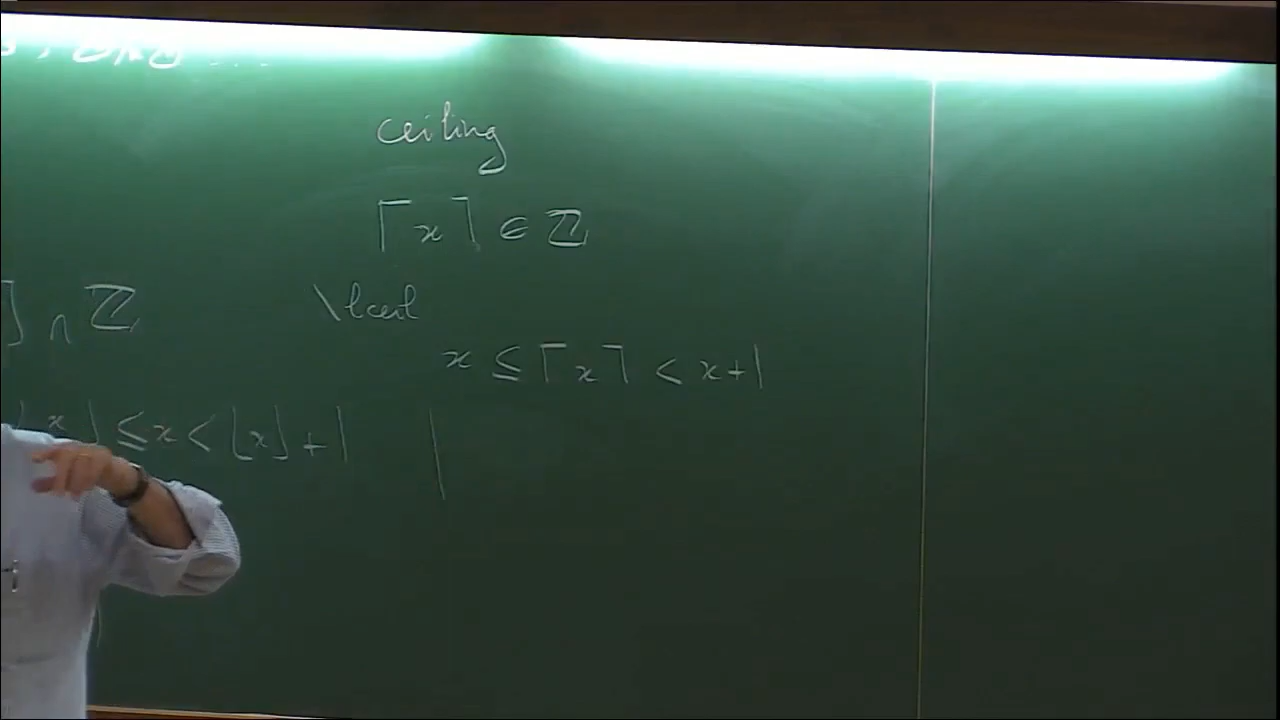 ceiling
⌈x⌉ ∈ ℤ
] ∩ ℤ
\lceil
x ≤ ⌈x⌉ < x+1
⌊x⌋ ≤ x < ⌊x⌋ + 1